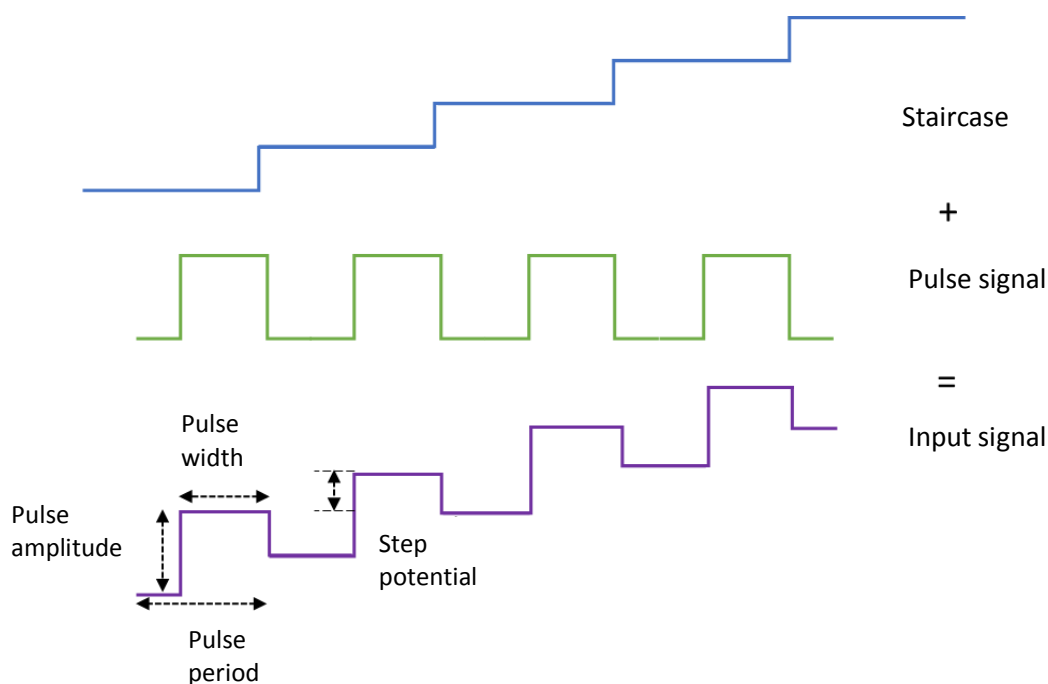 Staircase
+
Pulse signal
=
Input signal
Pulse
width
Pulse
amplitude
Step
potential
Pulse
period